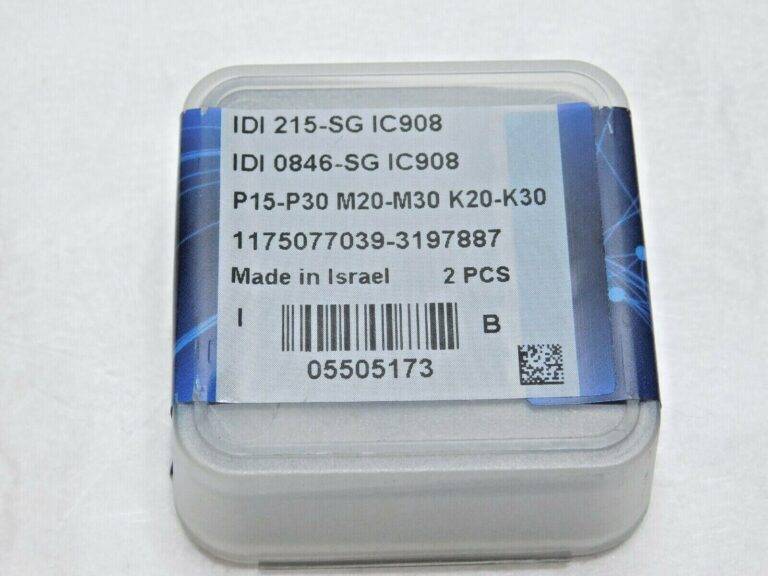 IDI 215-SG IC908
IDI 0846-SG IC908
P15-P30 M20-M30 K20-K30
1175077039-3197887
Made in Israel 2 PCS
I B
05505173